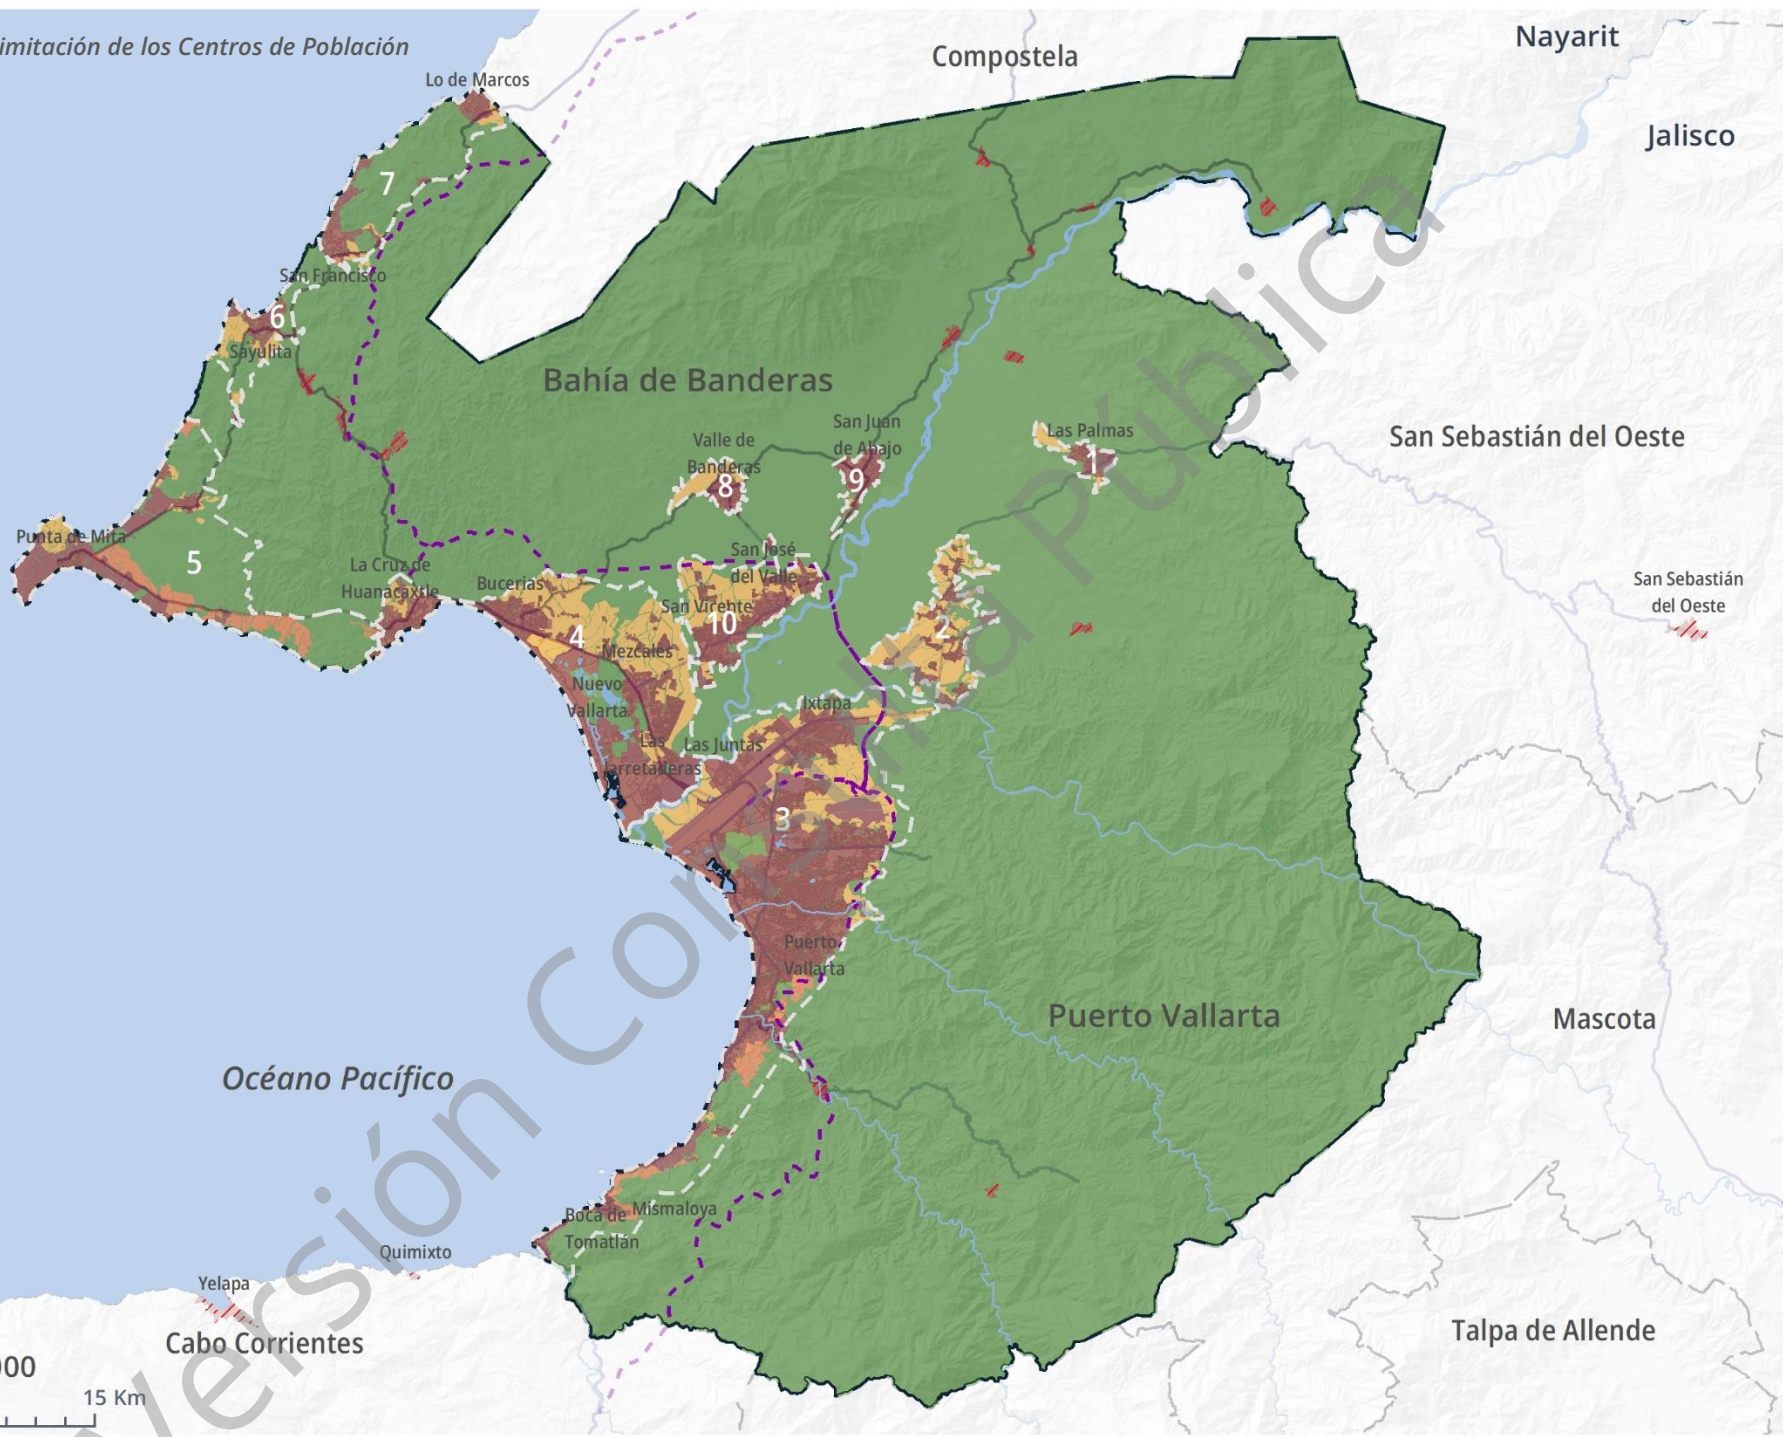 imitación de los Centros de Población
Nayarit
Compostela
Lo de Marcos
Jalisco
7
San Francisco
6
Sayulita
Bahía de Banderas
San Juan
de Abajo
Las Palmas
1
Valle de
Banderas
8
9
San Sebastián del Oeste
Punta de Mita
5
La Cruz de
Huanacaxtle
Bucerías
San José
del Valle
San Vicente
10
San Sebastián
del Oeste
4
2
Mezcales
Nuevo
Vallarta
Ixtapa
Las
Jarretaderas
Las Juntas
3
Puerto
Vallarta
Puerto Vallarta
Mascota
Océano Pacífico
Boca de
Tomatlán
Mismaloya
Quimixto
Yelapa
Cabo Corrientes
Talpa de Allende
000
15 Km
Versión Consulta Pública